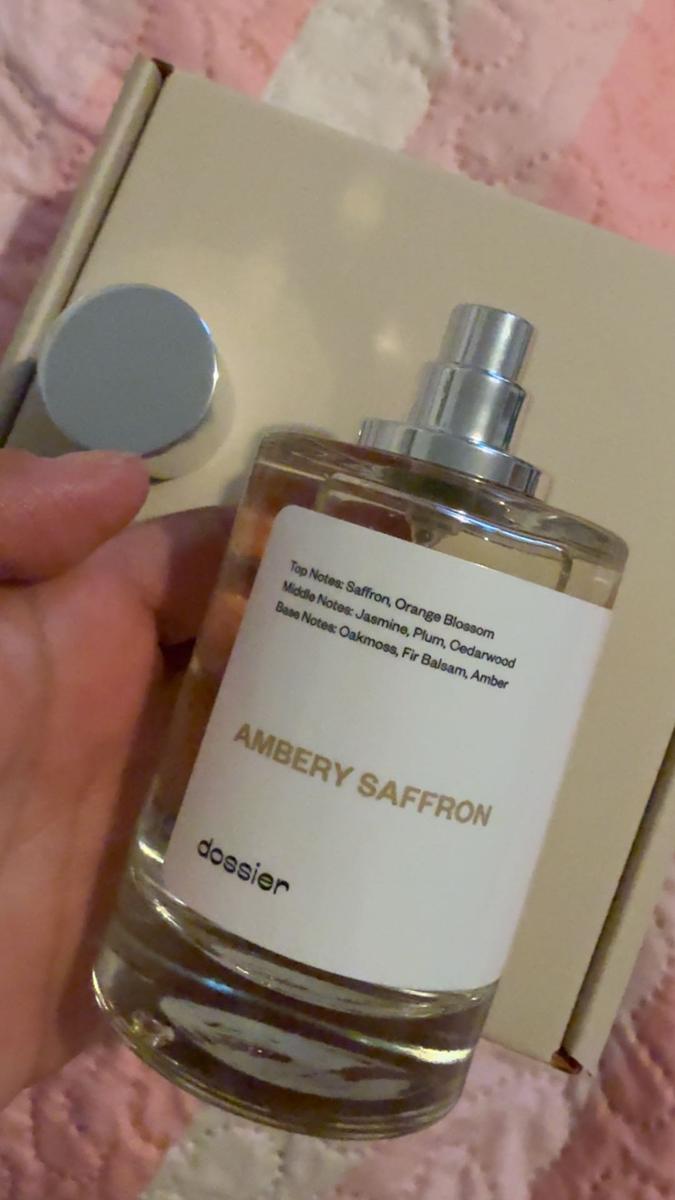 Top Notes: Saffron, Orange Blossom
Middle Notes: Jasmine, Plum, Cedarwood
Base Notes: Oakmoss, Fir Balsam, Amber
AMBERY SAFFRON
dossier